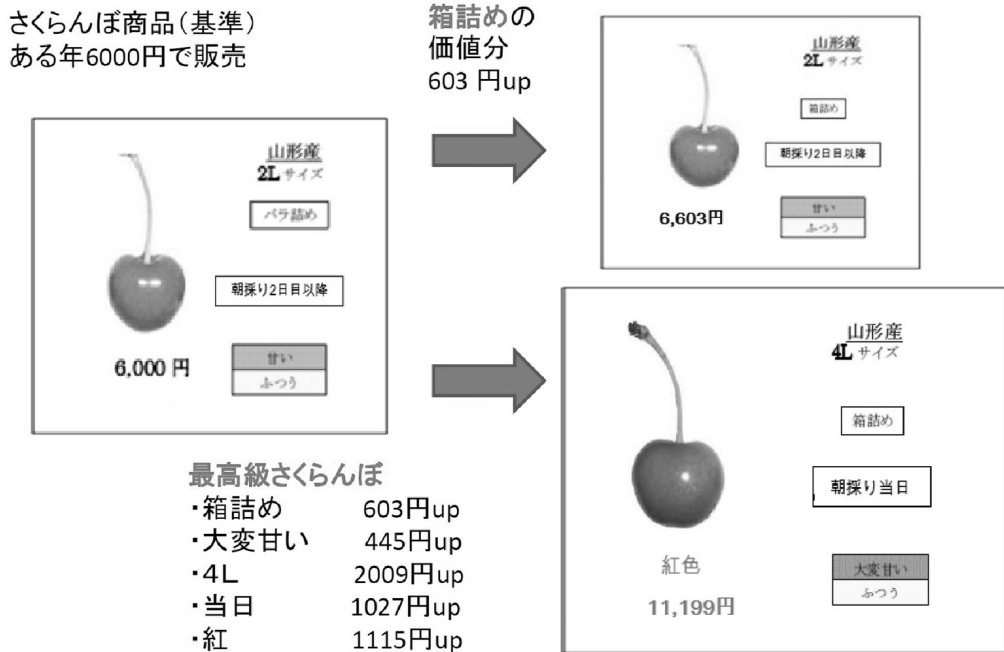 さくらんぼ商品(基準)
ある年6000円で販売
箱詰めの
価値分
603 円up
山形産
2L サイズ
バラ詰め
朝採り2日目以降
甘い
ふつう
6,000 円
山形産
2L サイズ
箱詰め
朝採り2日目以降
甘い
ふつう
6,603円
最高級さくらんぼ
・箱詰め 603円up
・大変甘い 445円up
・4L 2009円up
・当日 1027円up
・紅 1115円up
山形産
4L サイズ
箱詰め
朝採り当日
大変甘い
ふつう
紅色
11,199円